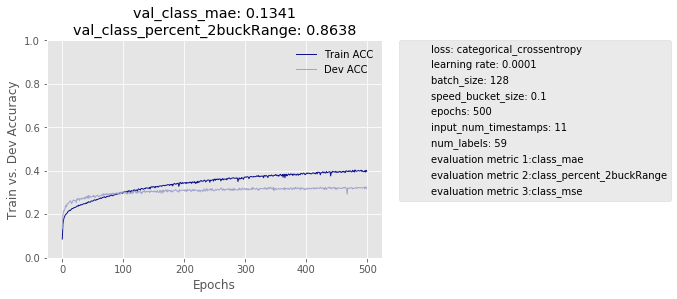 val_class_mae: 0.1341
val_class_percent_2buckRange: 0.8638
Train vs. Dev Accuracy
1.0
0.8
0.6
0.4
0.2
0.0
Train ACC
Dev ACC
0
100
200
300
400
500
Epochs
loss: categorical_crossentropy
learning rate: 0.0001
batch_size: 128
speed_bucket_size: 0.1
epochs: 500
input_num_timestamps: 11
num_labels: 59
evaluation metric 1:class_mae
evaluation metric 2:class_percent_2buckRange
evaluation metric 3:class_mse